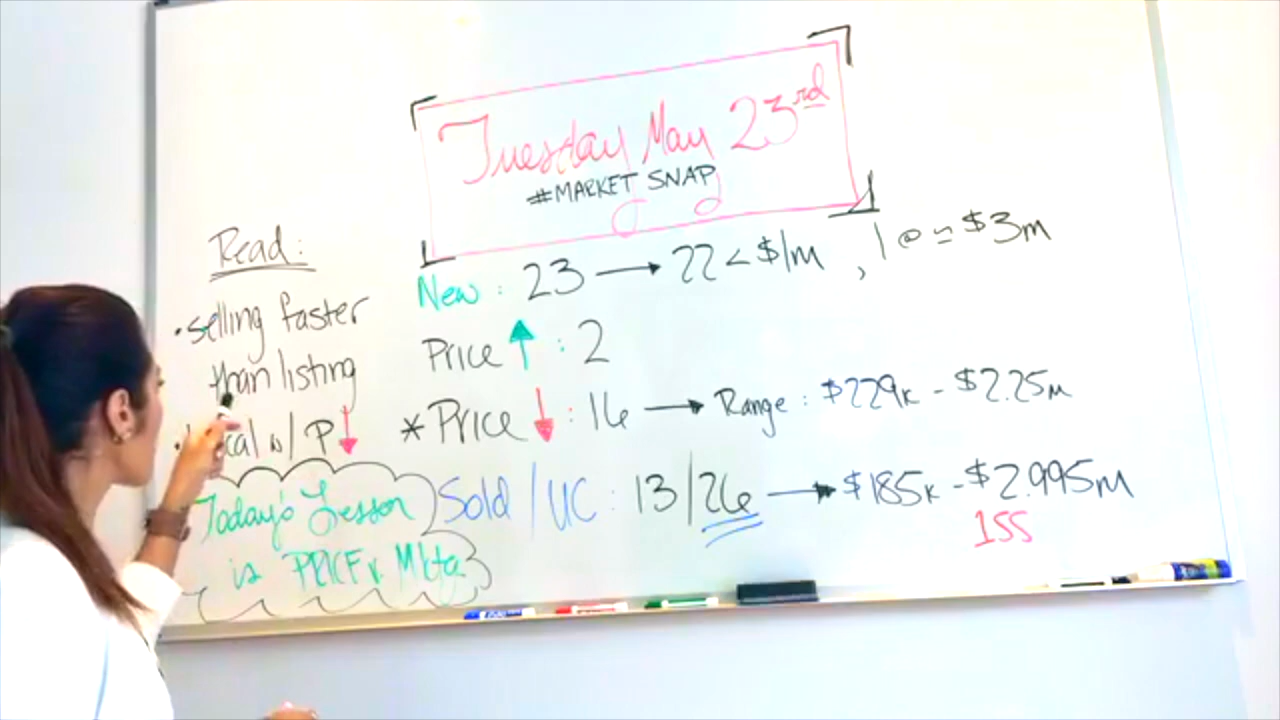 Tuesday May 23rd
#MARKET SNAP
Read:
• selling faster
than listing
• w/ P ↓
Today's Lesson
is
New : 23 → 22 < $1m , 1 @ ≈ $3m
Price ↑ : 2
* Price ↓ : 16 → Range : $229k - $2.25m
Sold / UC : 13/26 → $185k - $2.995m
155